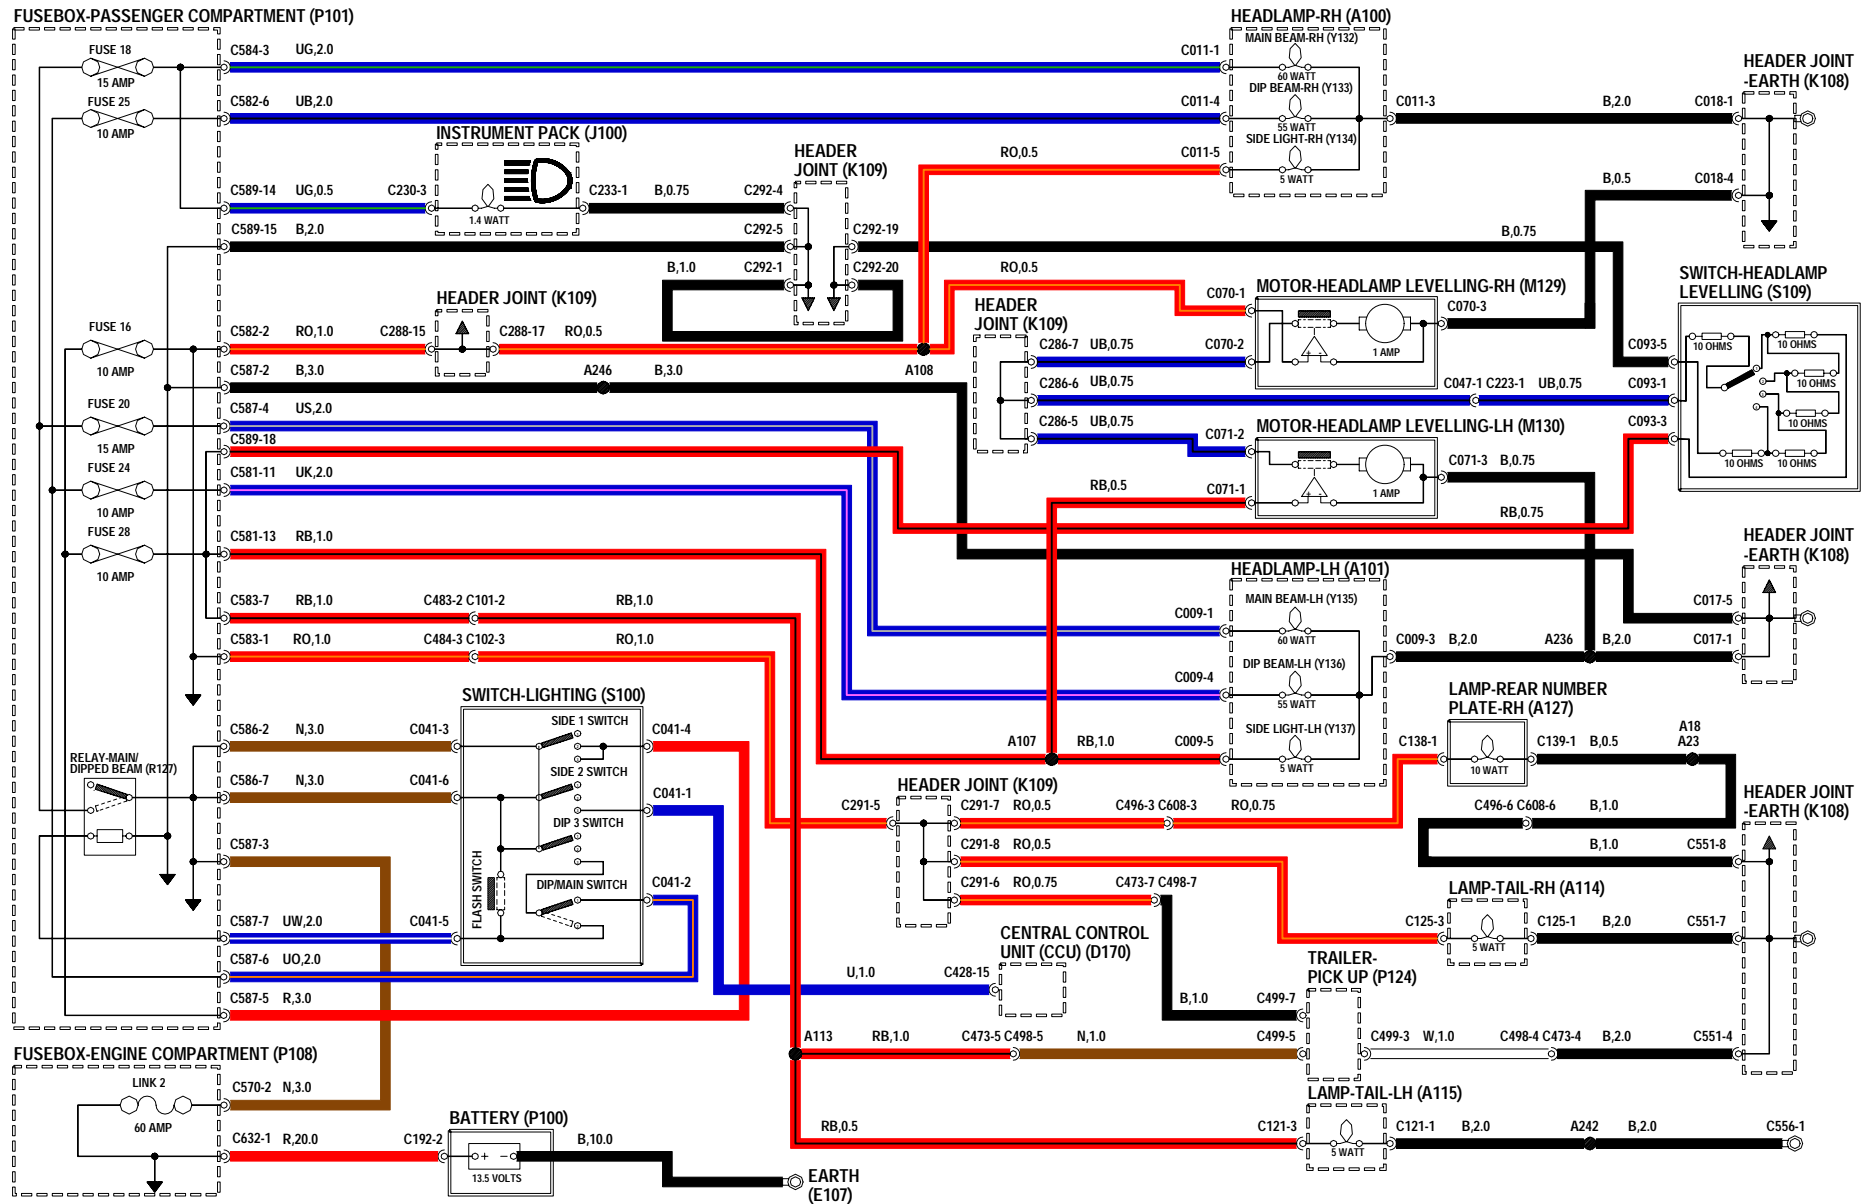 FUSEBOX-PASSENGER COMPARTMENT (P101)
FUSE 18
15 AMP
C584-3 UG,2.0
C011-1
HEADLAMP-RH (A100)
MAIN BEAM-RH (Y132)
60 WATT
DIP BEAM-RH (Y133)
55 WATT
SIDE LIGHT-RH (Y134)
5 WATT
HEADER JOINT
-EARTH (K108)
FUSE 25
10 AMP
C582-6 UB,2.0
C011-4
C011-3
B,2.0
C018-1
INSTRUMENT PACK (J100)
1.4 WATT
HEADER
JOINT (K109)
RO,0.5
C011-5
C589-14 UG,0.5
C230-3
C233-1 B,0.75
C292-4
B,0.5
C018-4
C589-15 B,2.0
C292-5
C292-19
B,0.75
B,1.0
C292-1
C292-20
RO,0.5
C070-1
MOTOR-HEADLAMP LEVELLING-RH (M129)
C070-3
1 AMP
SWITCH-HEADLAMP
LEVELLING (S109)
10 OHMS
10 OHMS
10 OHMS
10 OHMS
10 OHMS
10 OHMS
HEADER JOINT (K109)
FUSE 16
10 AMP
C582-2 RO,1.0
C288-15
C288-17 RO,0.5
HEADER
JOINT (K109)
C286-7 UB,0.75
C070-2
C093-5
C587-2 B,3.0
A246
B,3.0
A108
C286-6 UB,0.75
C047-1 C223-1 UB,0.75
C093-1
FUSE 20
15 AMP
C587-4 US,2.0
C286-5 UB,0.75
C071-2
MOTOR-HEADLAMP LEVELLING-LH (M130)
C093-3
C589-18
C071-3 B,0.75
1 AMP
FUSE 24
10 AMP
C581-11 UK,2.0
RB,0.5
C071-1
RB,0.75
FUSE 28
10 AMP
C581-13 RB,1.0
HEADER JOINT
-EARTH (K108)
HEADLAMP-LH (A101)
MAIN BEAM-LH (Y135)
60 WATT
DIP BEAM-LH (Y136)
55 WATT
SIDE LIGHT-LH (Y137)
5 WATT
C583-7 RB,1.0
C483-2 C101-2
RB,1.0
C009-1
C017-5
C583-1 RO,1.0
C484-3 C102-3
RO,1.0
C009-3 B,2.0
A236
B,2.0
C017-1
C009-4
SWITCH-LIGHTING (S100)
SIDE 1 SWITCH
SIDE 2 SWITCH
DIP 3 SWITCH
DIP/MAIN SWITCH
FLASH SWITCH
LAMP-REAR NUMBER
PLATE-RH (A127)
10 WATT
C586-2 N,3.0
C041-3
C041-4
A107
RB,1.0
C009-5
C138-1
C139-1 B,0.5
A18
A23
RELAY-MAIN/
DIPPED BEAM (R127)
C586-7 N,3.0
C041-6
C041-1
HEADER JOINT (K109)
C291-5
C291-7 RO,0.5
C496-3 C608-3
RO,0.75
C496-6 C608-6
B,1.0
HEADER JOINT
-EARTH (K108)
C587-3
C291-8 RO,0.5
B,1.0
C551-8
C041-2
C291-6 RO,0.75
C473-7 C498-7
LAMP-TAIL-RH (A114)
5 WATT
C587-7 UW,2.0
C041-5
C125-3
C125-1
B,2.0
C551-7
CENTRAL CONTROL
UNIT (CCU) (D170)
C587-6 UO,2.0
U,1.0
C428-15
TRAILER-
PICK UP (P124)
C587-5 R,3.0
B,1.0
C499-7
A113
RB,1.0
C473-5 C498-5
N,1.0
C499-5
C499-3 W,1.0
C498-4 C473-4
B,2.0
C551-4
FUSEBOX-ENGINE COMPARTMENT (P108)
LINK 2
60 AMP
C570-2 N,3.0
LAMP-TAIL-LH (A115)
5 WATT
BATTERY (P100)
13.5 VOLTS
+ −
C632-1 R,20.0
C192-2
B,10.0
RB,0.5
C121-3
C121-1
B,2.0
A242
B,2.0
C556-1
EARTH
(E107)